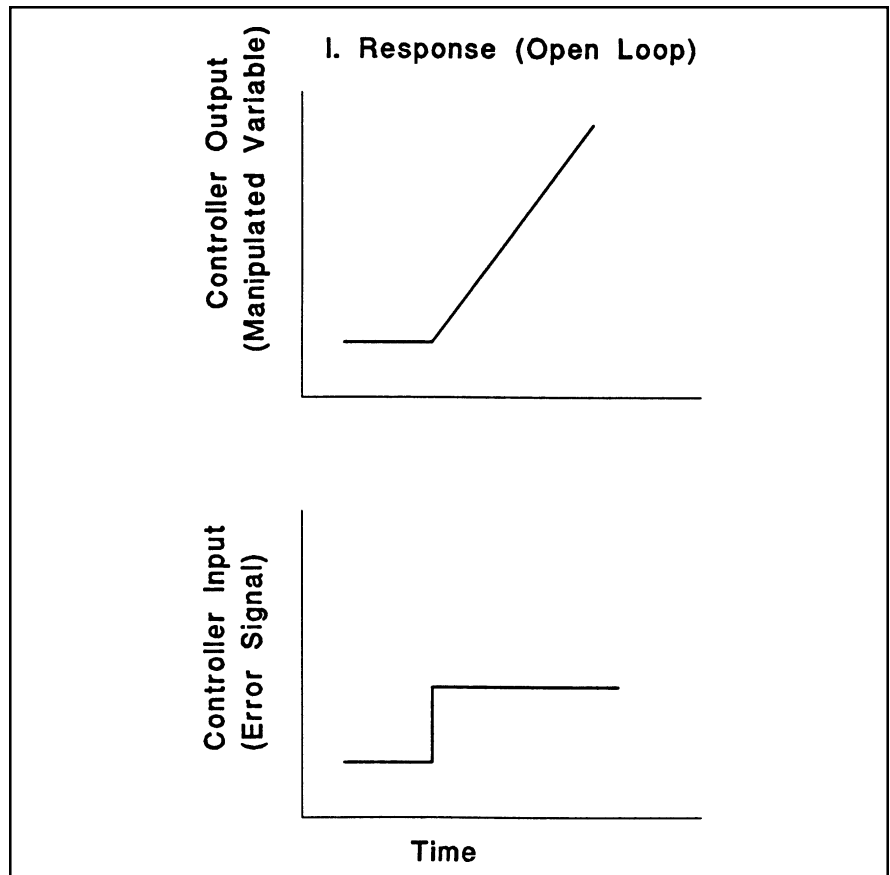 I. Response (Open Loop)
Controller Output
(Manipulated Variable)
Controller Input
(Error Signal)
Time